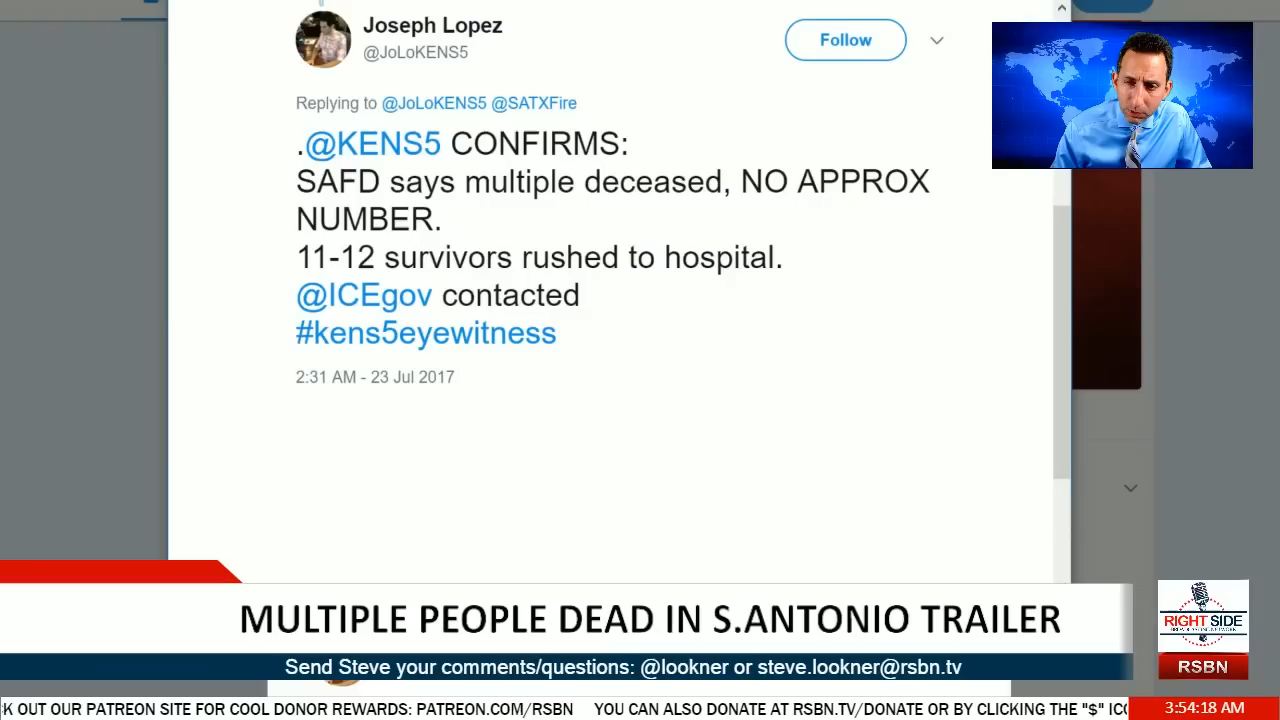 Joseph Lopez
@JoLoKENS5
Follow
Replying to @JoLoKENS5 @SATXFire
.@KENS5 CONFIRMS:
SAFD says multiple deceased, NO APPROX
NUMBER.
11-12 survivors rushed to hospital.
@ICEgov contacted
#kens5eyewitness
2:31 AM - 23 Jul 2017
MULTIPLE PEOPLE DEAD IN S.ANTONIO TRAILER
RIGHT SIDE
BROADCASTING NETWORK
RSBN
Send Steve your comments/questions: @lookner or steve.lookner@rsbn.tv
K OUT OUR PATREON SITE FOR COOL DONOR REWARDS: PATREON.COM/RSBN YOU CAN ALSO DONATE AT RSBN.TV/DONATE OR BY CLICKING THE "$" IC
3:54:18 AM